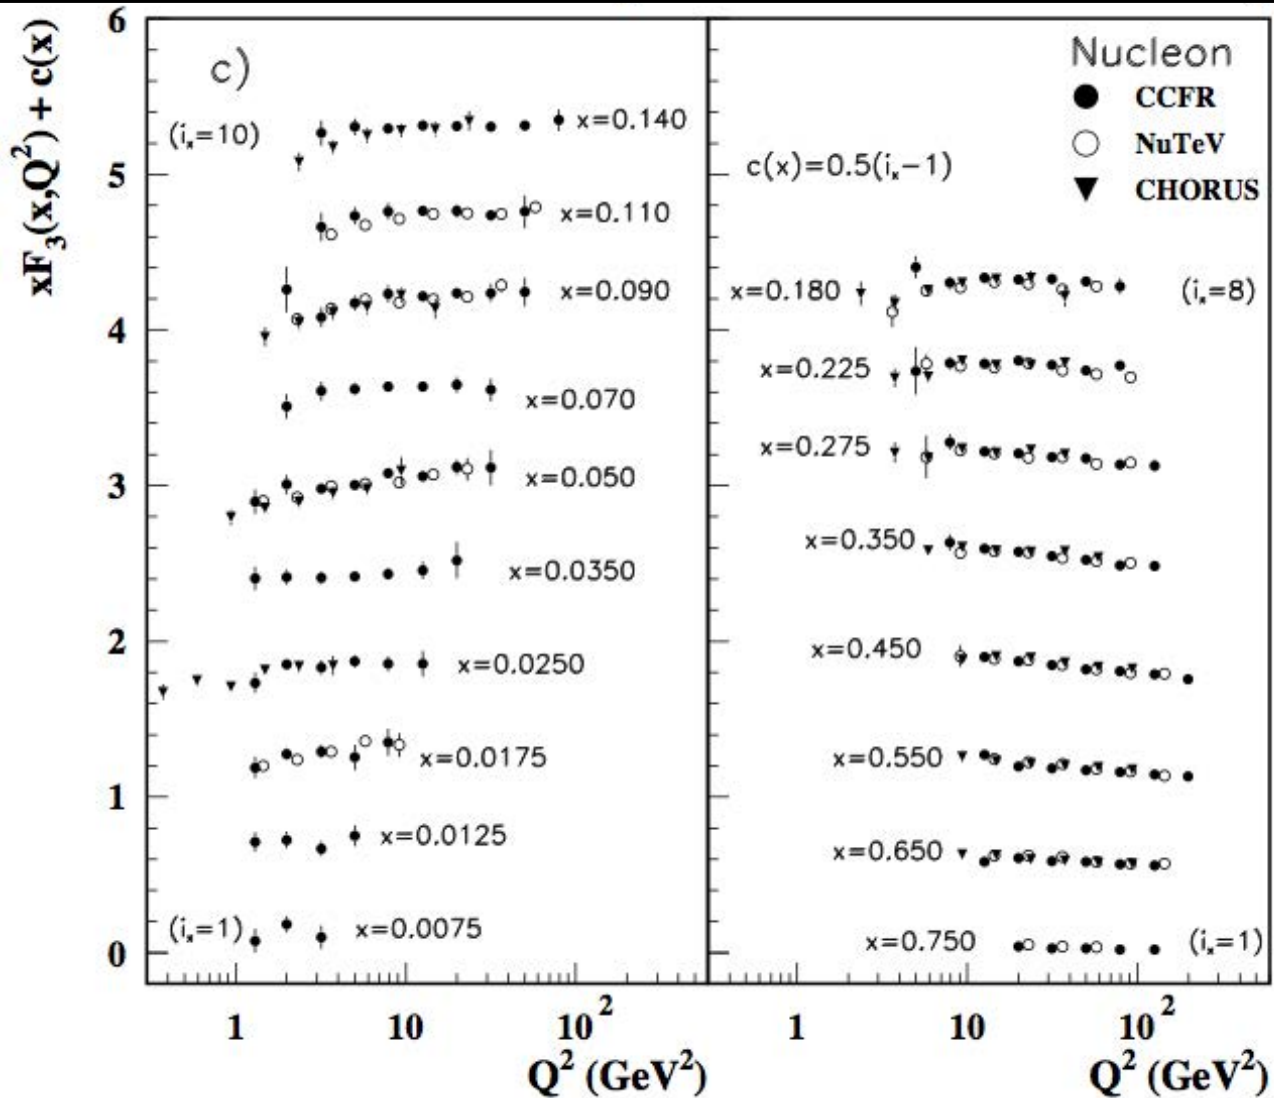 xF₃(x,Q²) + c(x)
6
5
4
3
2
1
0
c)
(iₓ=10)
x=0.140
x=0.110
x=0.090
x=0.070
x=0.050
x=0.0350
x=0.0250
x=0.0175
x=0.0125
(iₓ=1)
x=0.0075
1
10
10²
Q² (GeV²)
Nucleon
CCFR
NuTeV
CHORUS
c(x)=0.5(iₓ−1)
x=0.180
(iₓ=8)
x=0.225
x=0.275
x=0.350
x=0.450
x=0.550
x=0.650
x=0.750
(iₓ=1)
1
10
10²
Q² (GeV²)